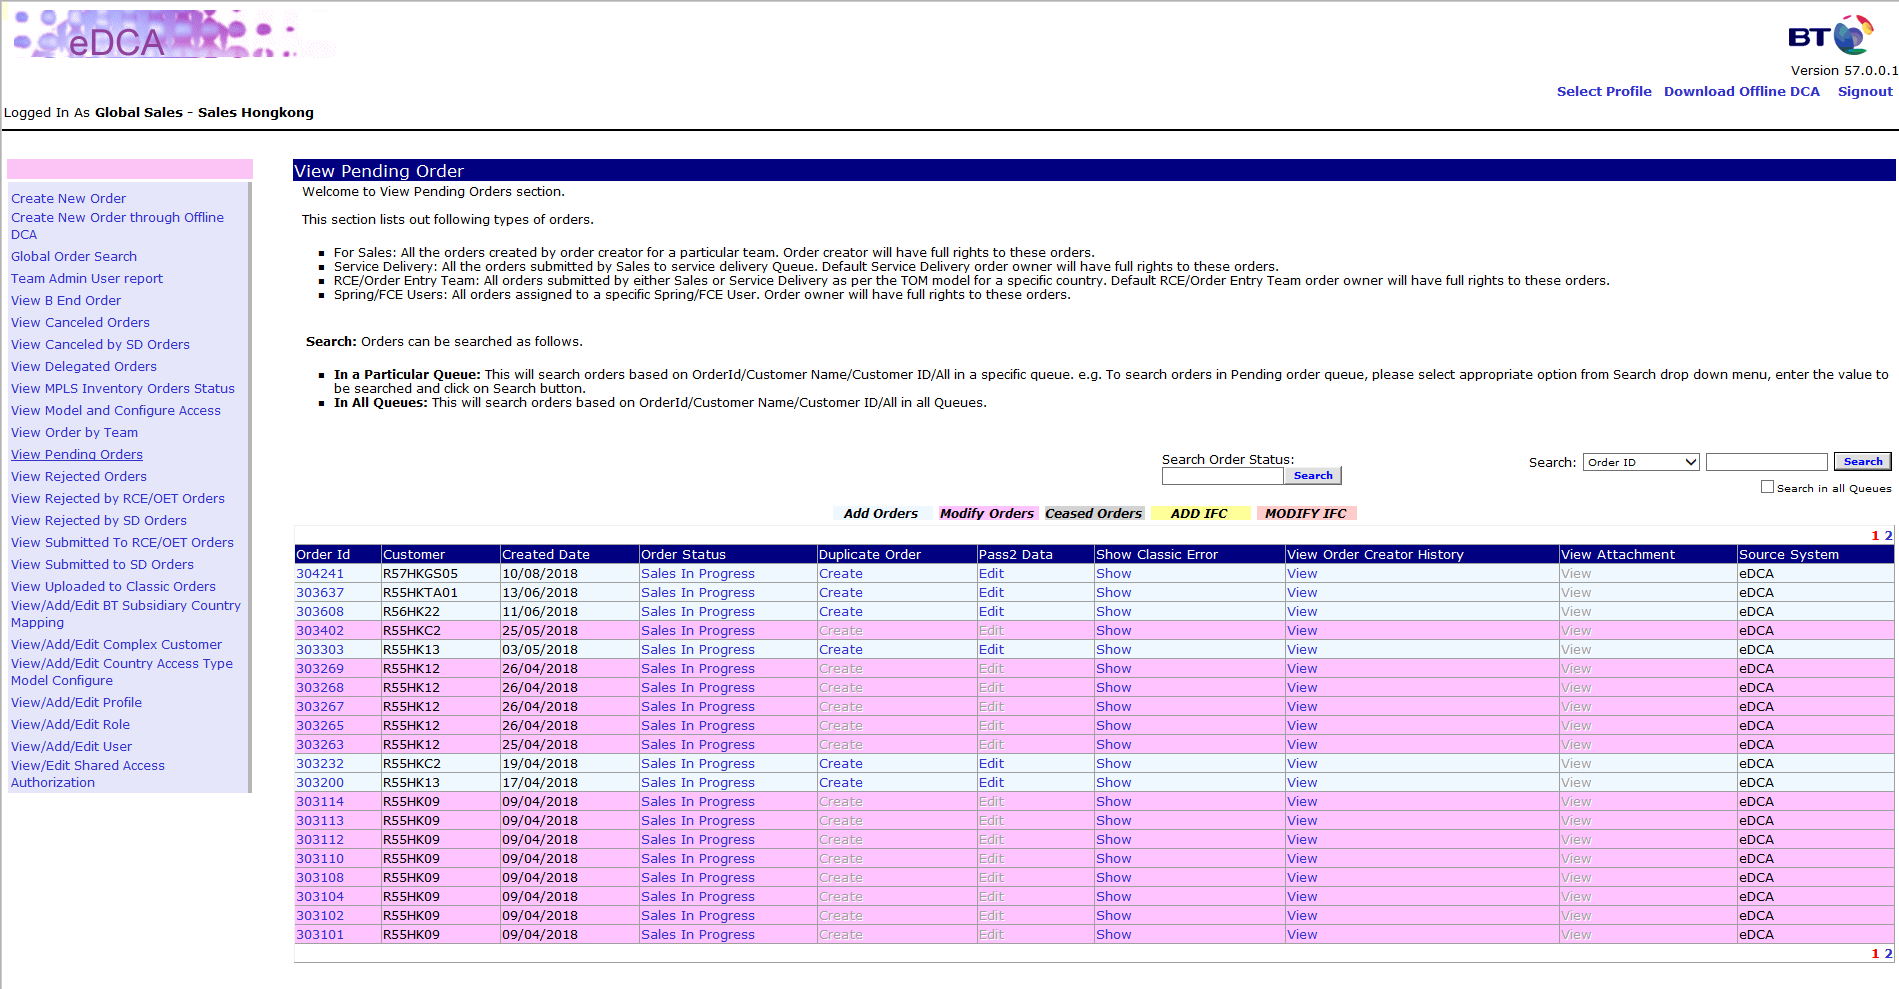 eDCA
BT
Version 57.0.0.1
Select Profile Download Offline DCA Signout
Logged In As Global Sales - Sales Hongkong
Create New Order
Create New Order through Offline
DCA
Global Order Search
Team Admin User report
View B End Order
View Canceled Orders
View Canceled by SD Orders
View Delegated Orders
View MPLS Inventory Orders Status
View Model and Configure Access
View Order by Team
View Pending Orders
View Rejected Orders
View Rejected by RCE/OET Orders
View Rejected by SD Orders
View Submitted To RCE/OET Orders
View Submitted to SD Orders
View Uploaded to Classic Orders
View/Add/Edit BT Subsidiary Country
Mapping
View/Add/Edit Complex Customer
View/Add/Edit Country Access Type
Model Configure
View/Add/Edit Profile
View/Add/Edit Role
View/Add/Edit User
View/Edit Shared Access
Authorization
View Pending Order
Welcome to View Pending Orders section.
This section lists out following types of orders.
For Sales: All the orders created by order creator for a particular team. Order creator will have full rights to these orders.
Service Delivery: All the orders submitted by Sales to service delivery Queue. Default Service Delivery order owner will have full rights to these orders.
RCE/Order Entry Team: All orders submitted by either Sales or Service Delivery as per the TOM model for a specific country. Default RCE/Order Entry Team order owner will have full rights to these orders.
Spring/FCE Users: All orders assigned to a specific Spring/FCE User. Order owner will have full rights to these orders.
Search: Orders can be searched as follows.
In a Particular Queue: This will search orders based on OrderId/Customer Name/Customer ID/All in a specific queue. e.g. To search orders in Pending order queue, please select appropriate option from Search drop down menu, enter the value to
be searched and click on Search button.
In All Queues: This will search orders based on OrderId/Customer Name/Customer ID/All in all Queues.
Search Order Status:
Search
Search: Order ID Search
Search in all Queues
Add Orders Modify Orders Ceased Orders ADD IFC MODIFY IFC
1 2
Order Id Customer Created Date Order Status Duplicate Order Pass2 Data Show Classic Error View Order Creator History View Attachment Source System
304241 R57HKGS05 10/08/2018 Sales In Progress Create Edit Show View View eDCA
303637 R55HKTA01 13/06/2018 Sales In Progress Create Edit Show View View eDCA
303608 R56HK22 11/06/2018 Sales In Progress Create Edit Show View View eDCA
303402 R55HKC2 25/05/2018 Sales In Progress Create Edit Show View View eDCA
303303 R55HK13 03/05/2018 Sales In Progress Create Edit Show View View eDCA
303269 R55HK12 26/04/2018 Sales In Progress Create Edit Show View View eDCA
303268 R55HK12 26/04/2018 Sales In Progress Create Edit Show View View eDCA
303267 R55HK12 26/04/2018 Sales In Progress Create Edit Show View View eDCA
303265 R55HK12 26/04/2018 Sales In Progress Create Edit Show View View eDCA
303263 R55HK12 25/04/2018 Sales In Progress Create Edit Show View View eDCA
303232 R55HKC2 19/04/2018 Sales In Progress Create Edit Show View View eDCA
303200 R55HK13 17/04/2018 Sales In Progress Create Edit Show View View eDCA
303114 R55HK09 09/04/2018 Sales In Progress Create Edit Show View View eDCA
303113 R55HK09 09/04/2018 Sales In Progress Create Edit Show View View eDCA
303112 R55HK09 09/04/2018 Sales In Progress Create Edit Show View View eDCA
303110 R55HK09 09/04/2018 Sales In Progress Create Edit Show View View eDCA
303108 R55HK09 09/04/2018 Sales In Progress Create Edit Show View View eDCA
303104 R55HK09 09/04/2018 Sales In Progress Create Edit Show View View eDCA
303102 R55HK09 09/04/2018 Sales In Progress Create Edit Show View View eDCA
303101 R55HK09 09/04/2018 Sales In Progress Create Edit Show View View eDCA
1 2